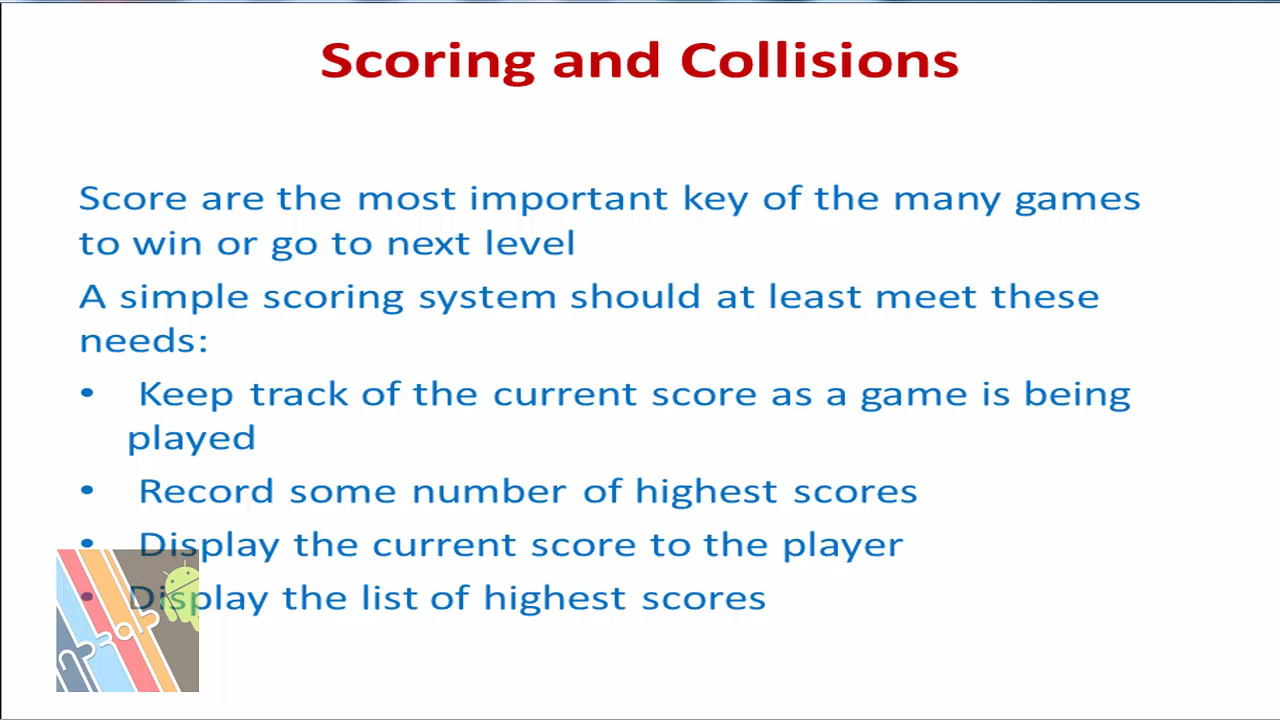 Scoring and Collisions
Score are the most important key of the many games
to win or go to next level
A simple scoring system should at least meet these
needs:
• Keep track of the current score as a game is being
played
• Record some number of highest scores
• Display the current score to the player
• Display the list of highest scores